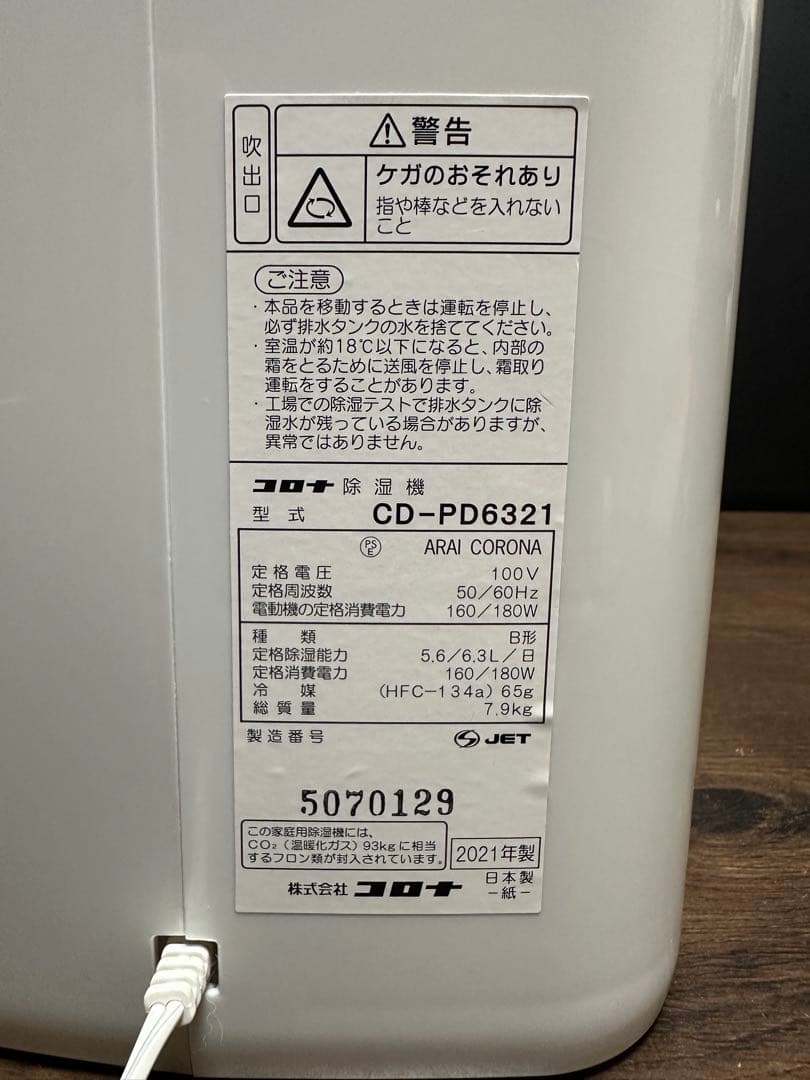 吹出口
警告
ケガのおそれあり
指や棒などを入れない
こと
ご注意
・本品を移動するときは運転を停止し、
必ず排水タンクの水を捨ててください。
・室温が約18℃以下になると、内部の
霜をとるために送風を停止し、霜取り
運転をすることがあります。
・工場での除湿テストで排水タンクに除
湿水が残っている場合がありますが、
異常ではありません。
コロナ 除湿機
型式 CD-PD6321
PSE ARAI CORONA
定格電圧 100V
定格周波数 50/60Hz
電動機の定格消費電力 160/180W
種類 B形
定格除湿能力 5.6/6.3L/日
定格消費電力 160/180W
冷媒 (HFC-134a) 65g
総質量 7.9kg
製造番号 JET
5070129
この家庭用除湿機には、
CO₂(温暖化ガス)93kgに相当
するフロン類が封入されています。
2021年製
株式会社 コロナ
日本製
-紙-